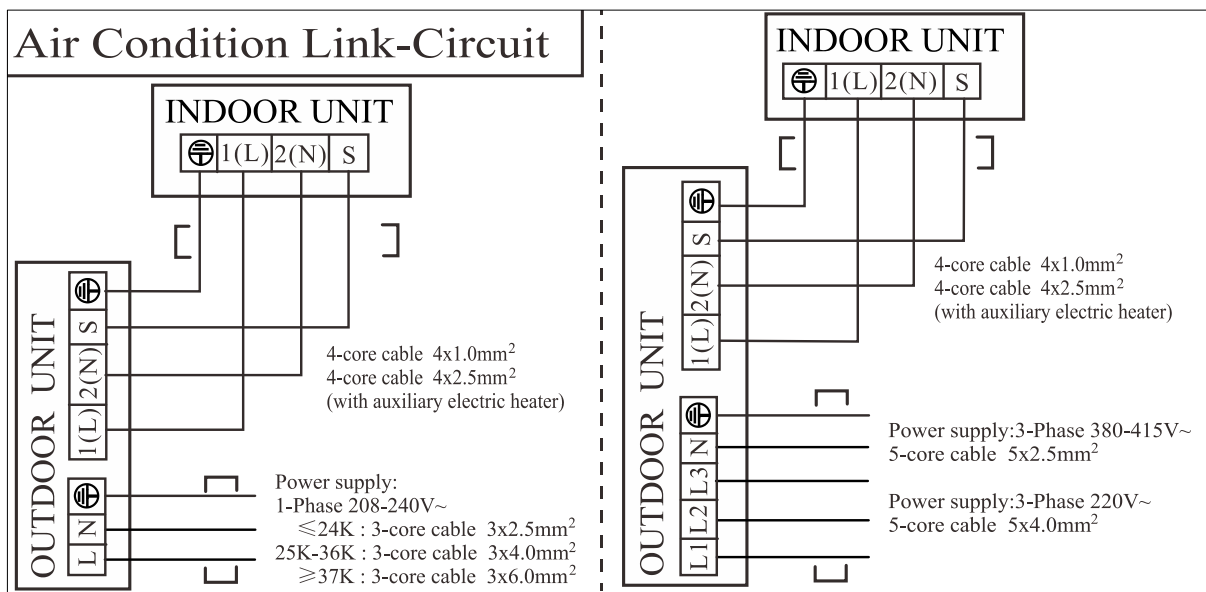 Air Condition Link-Circuit
INDOOR UNIT
1(L) 2(N) S
OUTDOOR UNIT
S
2(N)
1(L)
4-core cable 4x1.0mm²
4-core cable 4x2.5mm²
(with auxiliary electric heater)
N
L
Power supply:
1-Phase 208-240V~
≤24K : 3-core cable 3x2.5mm²
25K-36K : 3-core cable 3x4.0mm²
≥37K : 3-core cable 3x6.0mm²
INDOOR UNIT
1(L) 2(N) S
OUTDOOR UNIT
S
2(N)
1(L)
4-core cable 4x1.0mm²
4-core cable 4x2.5mm²
(with auxiliary electric heater)
N
L3
L2
L1
Power supply:3-Phase 380-415V~
5-core cable 5x2.5mm²
Power supply:3-Phase 220V~
5-core cable 5x4.0mm²